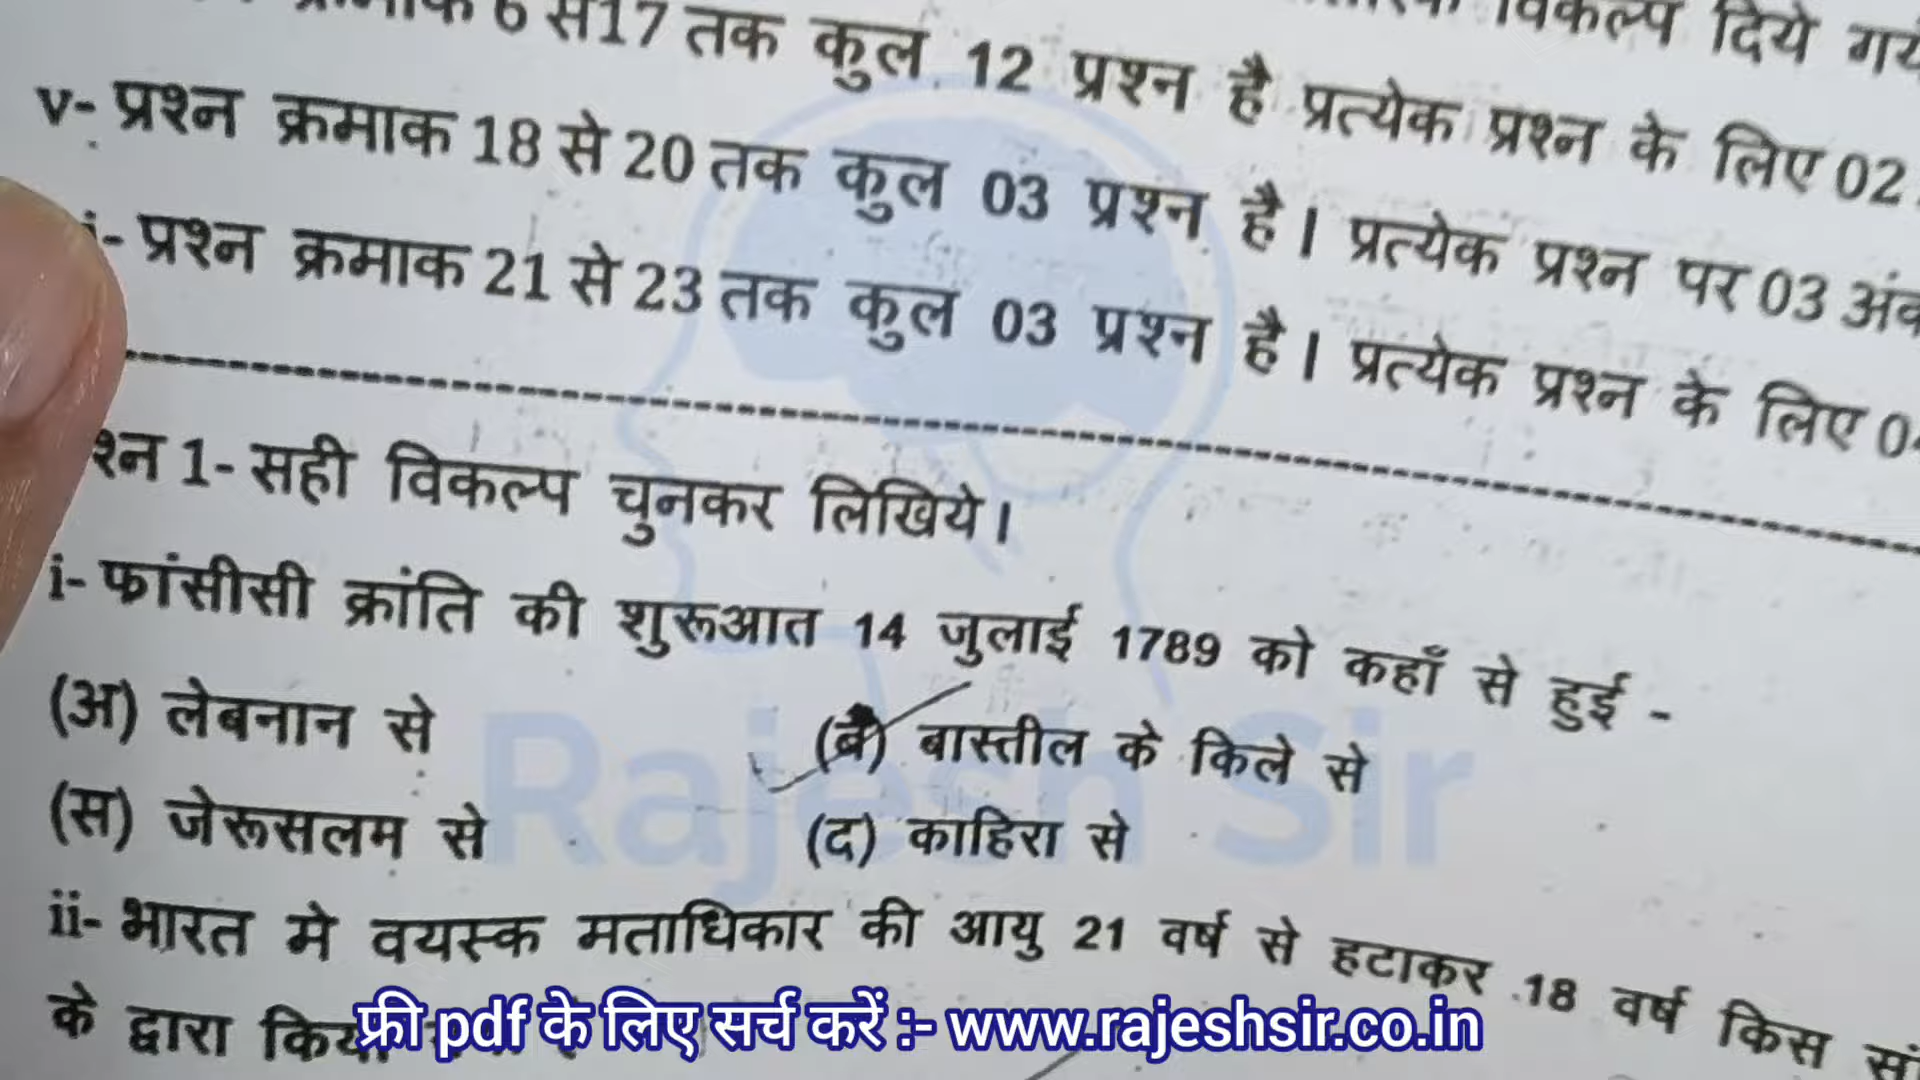 6 से17 तक कुल 12 प्रश्न है प्रत्येक प्रश्न के लिए 02
विकल्प दिये गये
v- प्रश्न क्रमाक 18 से 20 तक कुल 03 प्रश्न है। प्रत्येक प्रश्न पर 03 अंक
i- प्रश्न क्रमाक 21 से 23 तक कुल 03 प्रश्न है। प्रत्येक प्रश्न के लिए
श्न 1- सही विकल्प चुनकर लिखिये।
i- फ्रांसीसी क्रांति की शुरूआत 14 जुलाई 1789 को कहाँ से हुई -
(अ) लेबनान से (ब) बास्तील के किले से
(स) जेरूसलम से (द) काहिरा से
ii- भारत मे वयस्क मताधिकार की आयु 21 वर्ष से हटाकर 18 वर्ष किस
के द्वारा
Rajesh Sir
फ्री pdf के लिए सर्च करें :- www.rajeshsir.co.in